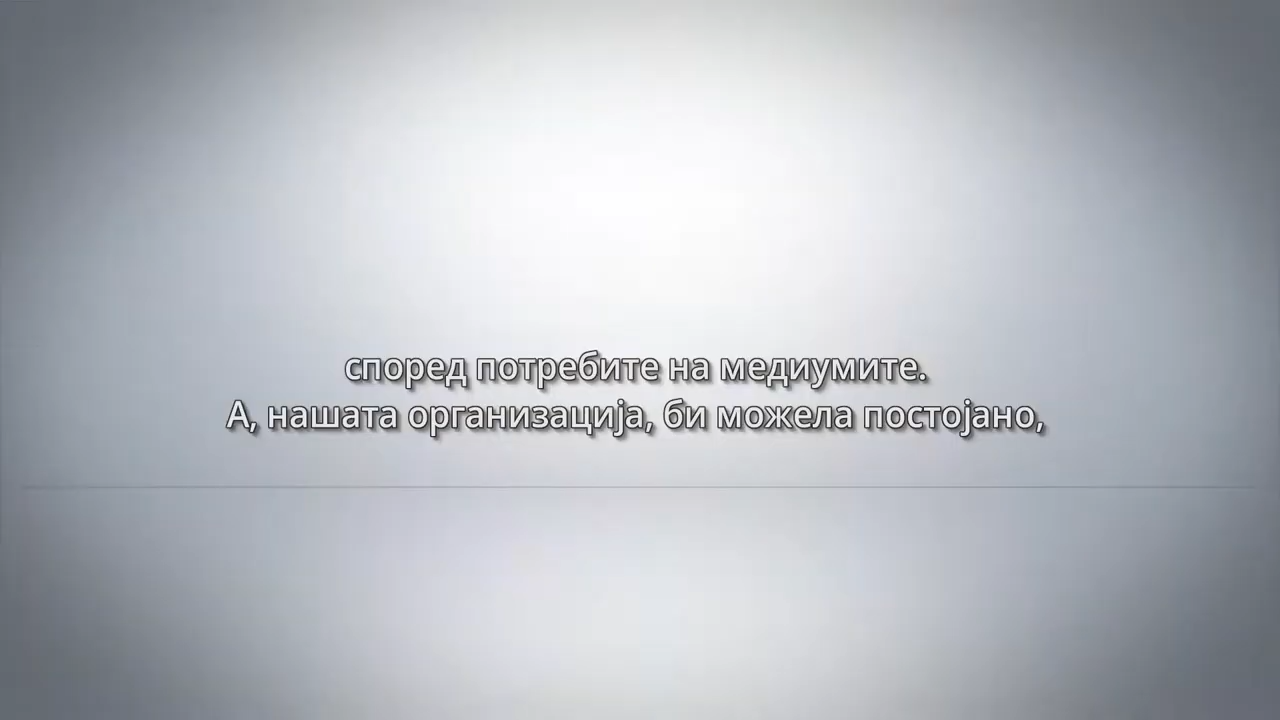 според потребите на медиумите.
А, нашата организација, би можела постојано,